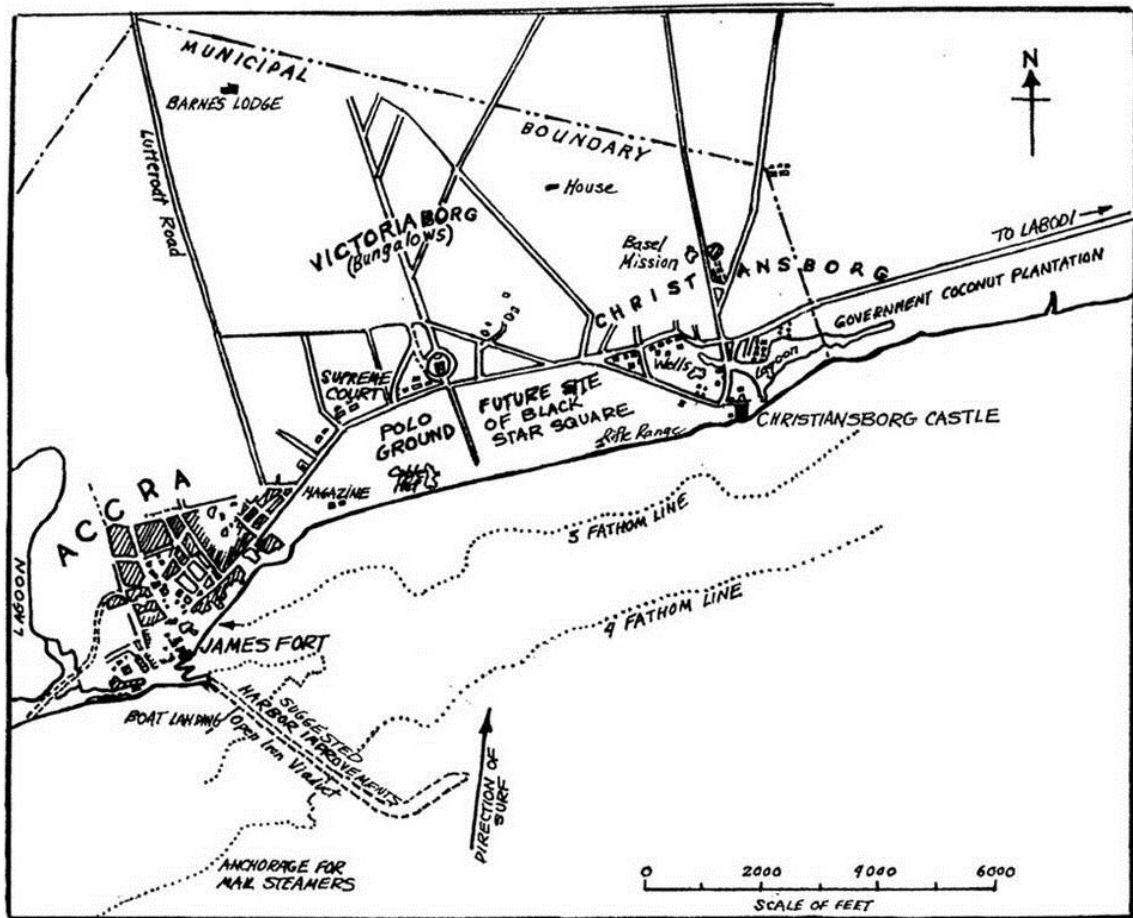 MUNICIPAL
BOUNDARY
N
BARNES LODGE
Lutterodt Road
House
VICTORIABORG
(Bungalows)
Basel
Mission
TO LABODI
CHRISTIANSBORG
GOVERNMENT COCONUT PLANTATION
SUPREME
COURT
Wells
Lagoon
POLO
GROUND
FUTURE SITE
OF BLACK
STAR SQUARE
Rifle Range
CHRISTIANSBORG CASTLE
MAGAZINE
ACCRA
3 FATHOM LINE
4 FATHOM LINE
LAGOON
JAMES FORT
BOAT LANDING
SUGGESTED
HARBOR IMPROVEMENTS
Open Iron Viaduct
DIRECTION OF
SURF
ANCHORAGE FOR
MAIL STEAMERS
0 2000 4000 6000
SCALE OF FEET